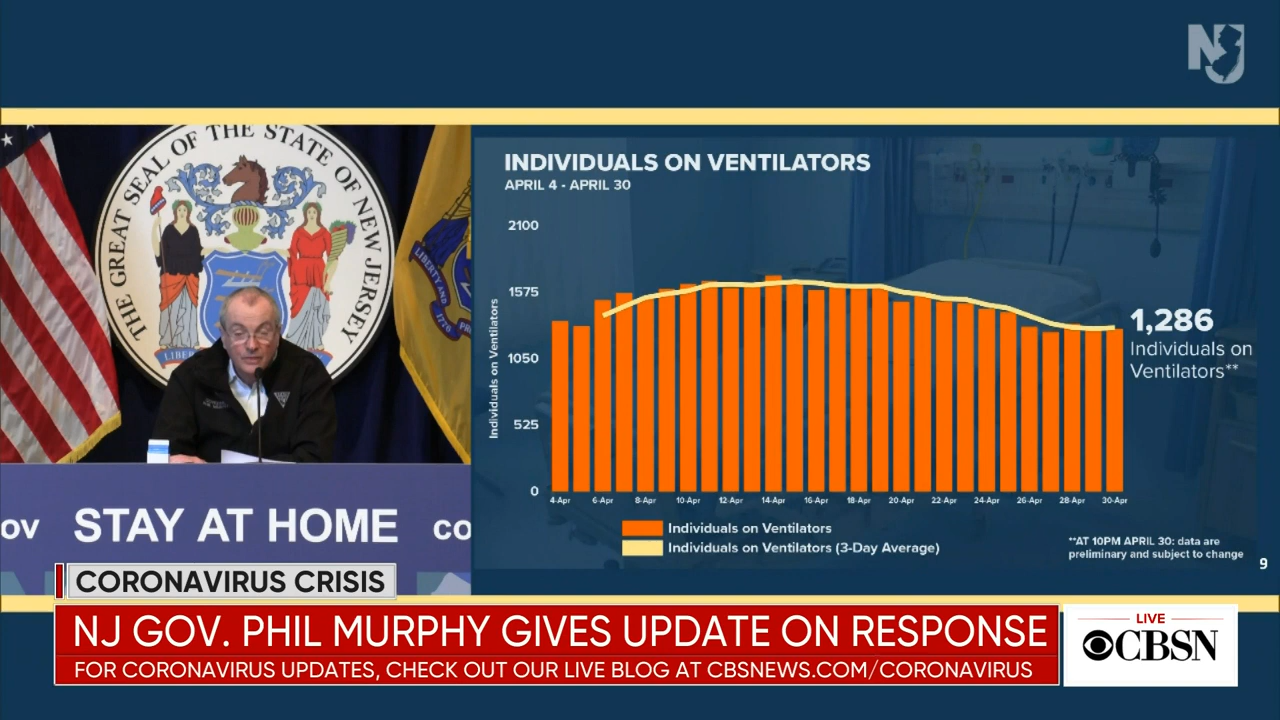 NJ
THE GREAT SEAL OF THE STATE OF NEW JERSEY
LIBERTY AND
1776
LIBER
INDIVIDUALS ON VENTILATORS
APRIL 4 - APRIL 30
2100
1575
1050
525
0
Individuals on Ventilators
4-Apr 6-Apr 8-Apr 10-Apr 12-Apr 14-Apr 16-Apr 18-Apr 20-Apr 22-Apr 24-Apr 26-Apr 28-Apr 30-Apr
1,286
Individuals on
Ventilators**
Individuals on Ventilators
Individuals on Ventilators (3-Day Average)
**AT 10PM APRIL 30: data are
preliminary and subject to change
9
ov STAY AT HOME co
CORONAVIRUS CRISIS
NJ GOV. PHIL MURPHY GIVES UPDATE ON RESPONSE
FOR CORONAVIRUS UPDATES, CHECK OUT OUR LIVE BLOG AT CBSNEWS.COM/CORONAVIRUS
LIVE
CBSN